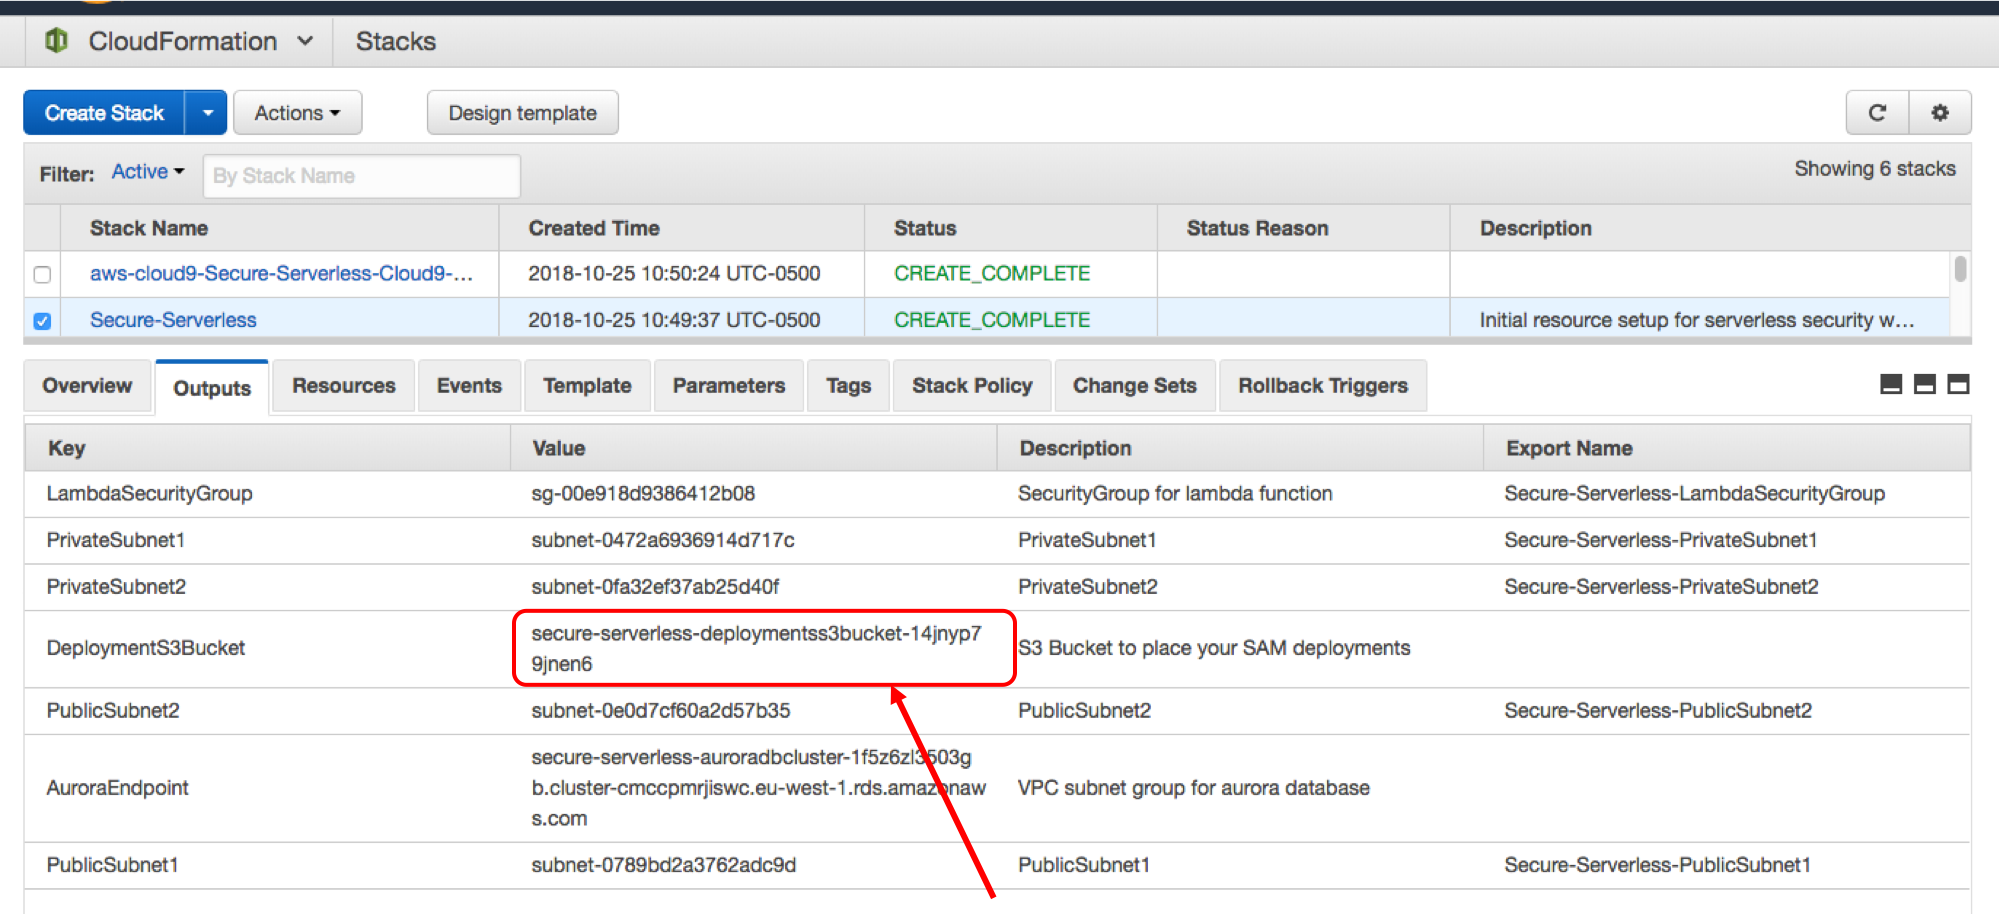 CloudFormation Stacks
Create Stack Actions Design template
Filter: Active By Stack Name Showing 6 stacks
Stack Name Created Time Status Status Reason Description
aws-cloud9-Secure-Serverless-Cloud9-... 2018-10-25 10:50:24 UTC-0500 CREATE_COMPLETE
Secure-Serverless 2018-10-25 10:49:37 UTC-0500 CREATE_COMPLETE Initial resource setup for serverless security w...
Overview Outputs Resources Events Template Parameters Tags Stack Policy Change Sets Rollback Triggers
Key Value Description Export Name
LambdaSecurityGroup sg-00e918d9386412b08 SecurityGroup for lambda function Secure-Serverless-LambdaSecurityGroup
PrivateSubnet1 subnet-0472a6936914d717c PrivateSubnet1 Secure-Serverless-PrivateSubnet1
PrivateSubnet2 subnet-0fa32ef37ab25d40f PrivateSubnet2 Secure-Serverless-PrivateSubnet2
DeploymentS3Bucket secure-serverless-deploymentss3bucket-14jnyp7
9jnen6 S3 Bucket to place your SAM deployments
PublicSubnet2 subnet-0e0d7cf60a2d57b35 PublicSubnet2 Secure-Serverless-PublicSubnet2
secure-serverless-auroradbcluster-1f5z6zl3503g
AuroraEndpoint b.cluster-cmccpmrjiswc.eu-west-1.rds.amazonaw VPC subnet group for aurora database
s.com
PublicSubnet1 subnet-0789bd2a3762adc9d PublicSubnet1 Secure-Serverless-PublicSubnet1